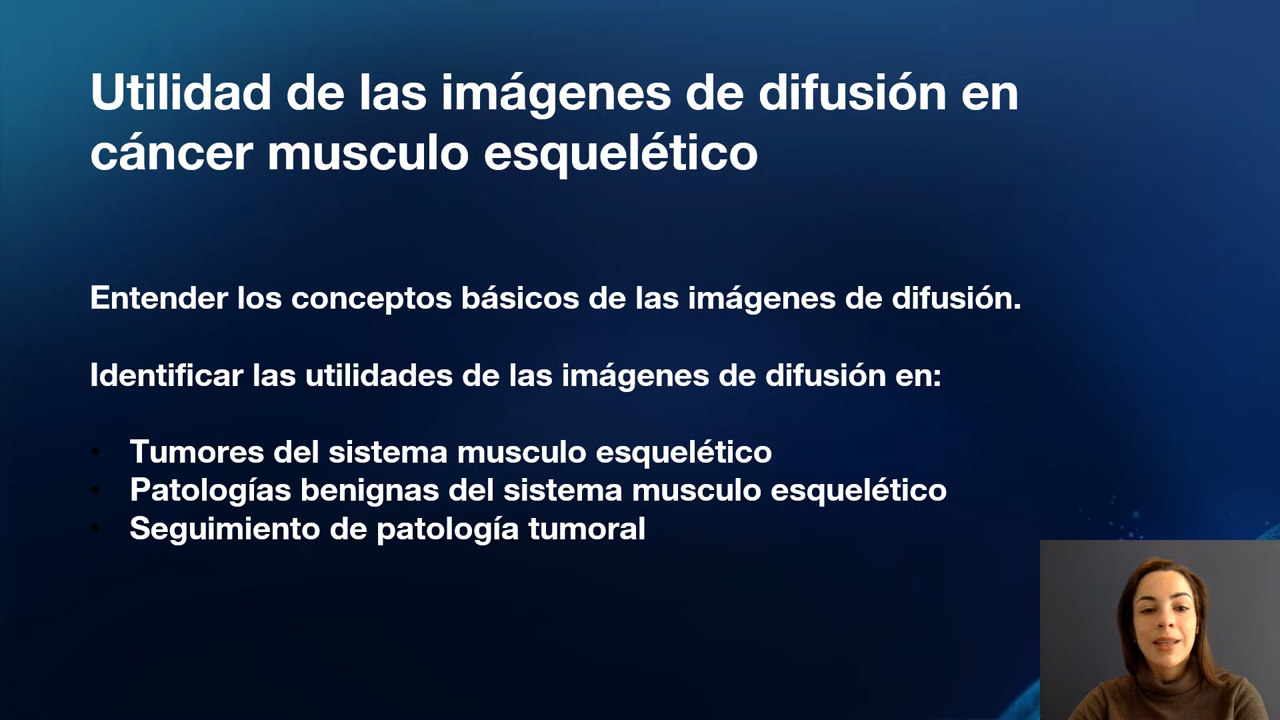 Utilidad de las imágenes de difusión en
cáncer musculo esquelético
Entender los conceptos básicos de las imágenes de difusión.
Identificar las utilidades de las imágenes de difusión en:
• Tumores del sistema musculo esquelético
• Patologías benignas del sistema musculo esquelético
• Seguimiento de patología tumoral